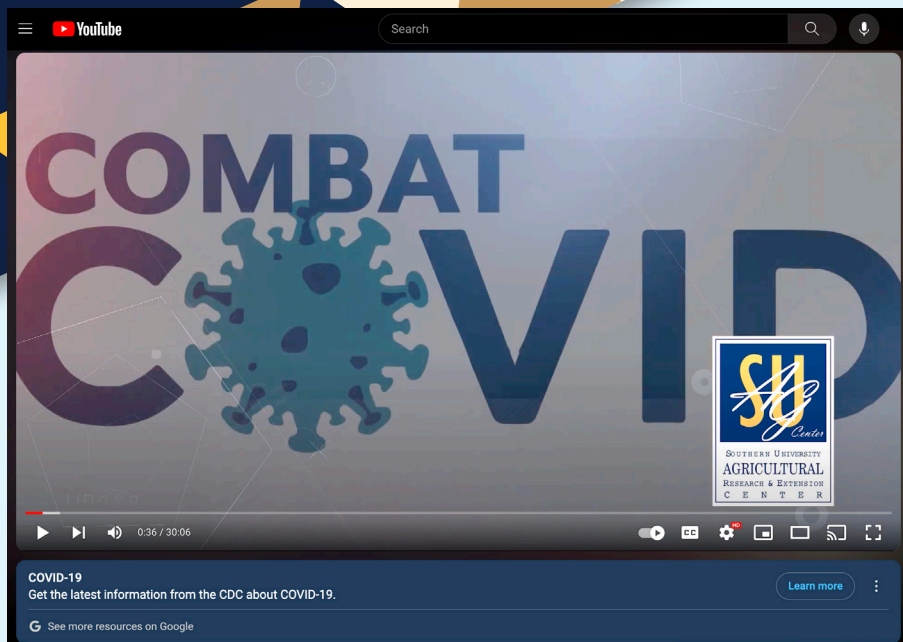 YouTube
Search
COMBAT
COVID
SU
AG
Center
SOUTHERN UNIVERSITY
AGRICULTURAL
RESEARCH & EXTENSION
CENTER
0:36 / 30:06
CC
HD
COVID-19
Get the latest information from the CDC about COVID-19.
Learn more
G See more resources on Google